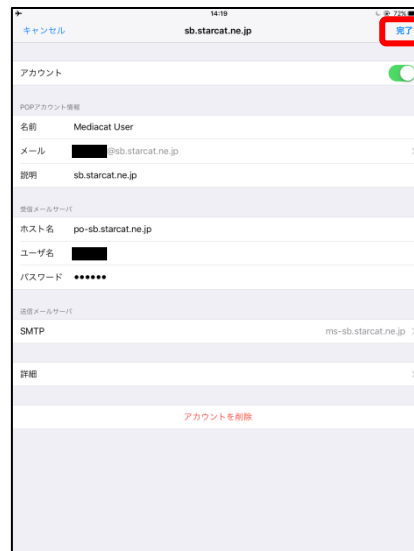 14:19
72%
キャンセル
sb.starcat.ne.jp
完了
アカウント
POPアカウント情報
名前 Mediacat User
メール @sb.starcat.ne.jp
説明 sb.starcat.ne.jp
受信メールサーバ
ホスト名 po-sb.starcat.ne.jp
ユーザ名
パスワード ●●●●●●
送信メールサーバ
SMTP ms-sb.starcat.ne.jp
詳細
アカウントを削除